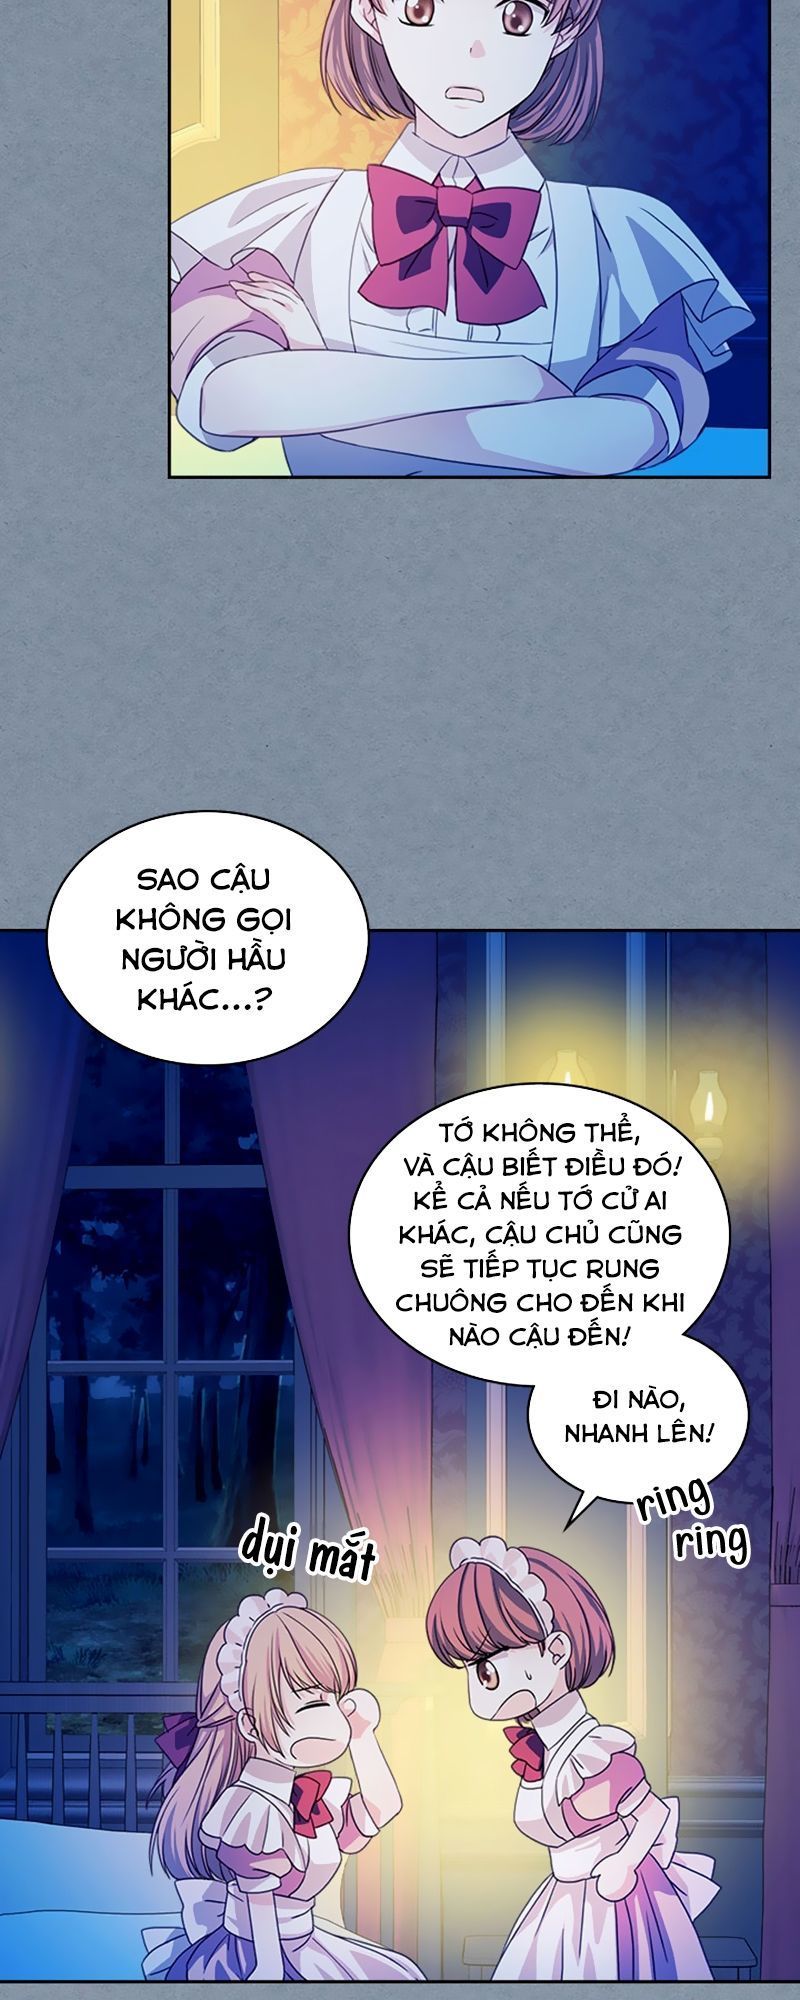 SAO CẬU
KHÔNG GỌI
NGƯỜI HẦU
KHÁC...?
TỚ KHÔNG THỂ,
VÀ CẬU BIẾT ĐIỀU ĐÓ!
KỂ CẢ NẾU TỚ CỬ AI
KHÁC, CẬU CHỦ CŨNG
SẼ TIẾP TỤC RUNG
CHUÔNG CHO ĐẾN KHI
NÀO CẬU ĐẾN!
ĐI NÀO,
NHANH LÊN!
ring
ring
dụi mắt